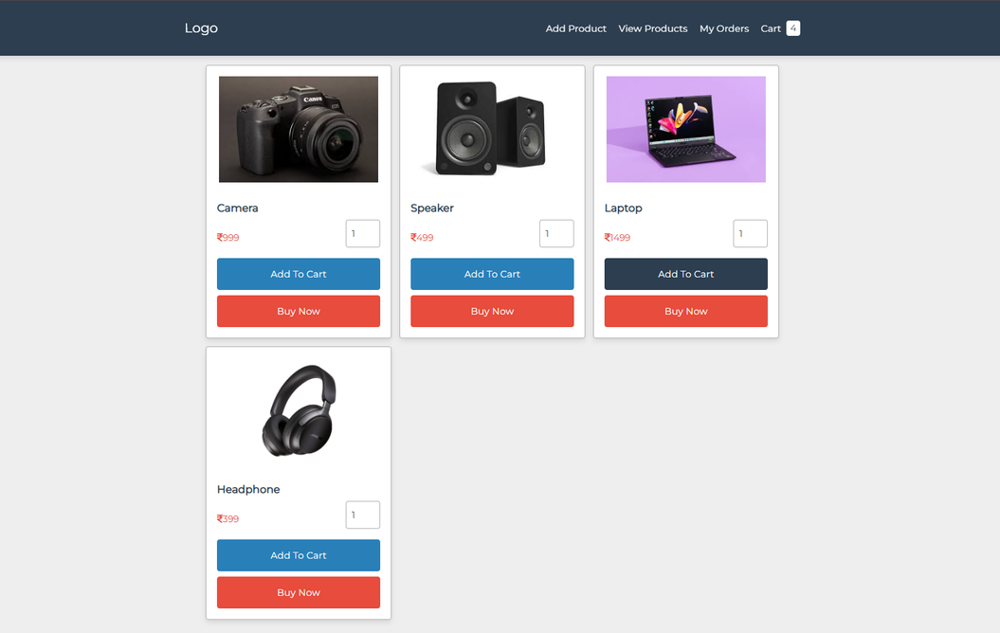 Logo
Add Product View Products My Orders Cart 4
Canon
EOS
Camera
₹999
1
Add To Cart
Buy Now
Speaker
₹499
1
Add To Cart
Buy Now
Laptop
₹1499
1
Add To Cart
Buy Now
Headphone
₹399
1
Add To Cart
Buy Now